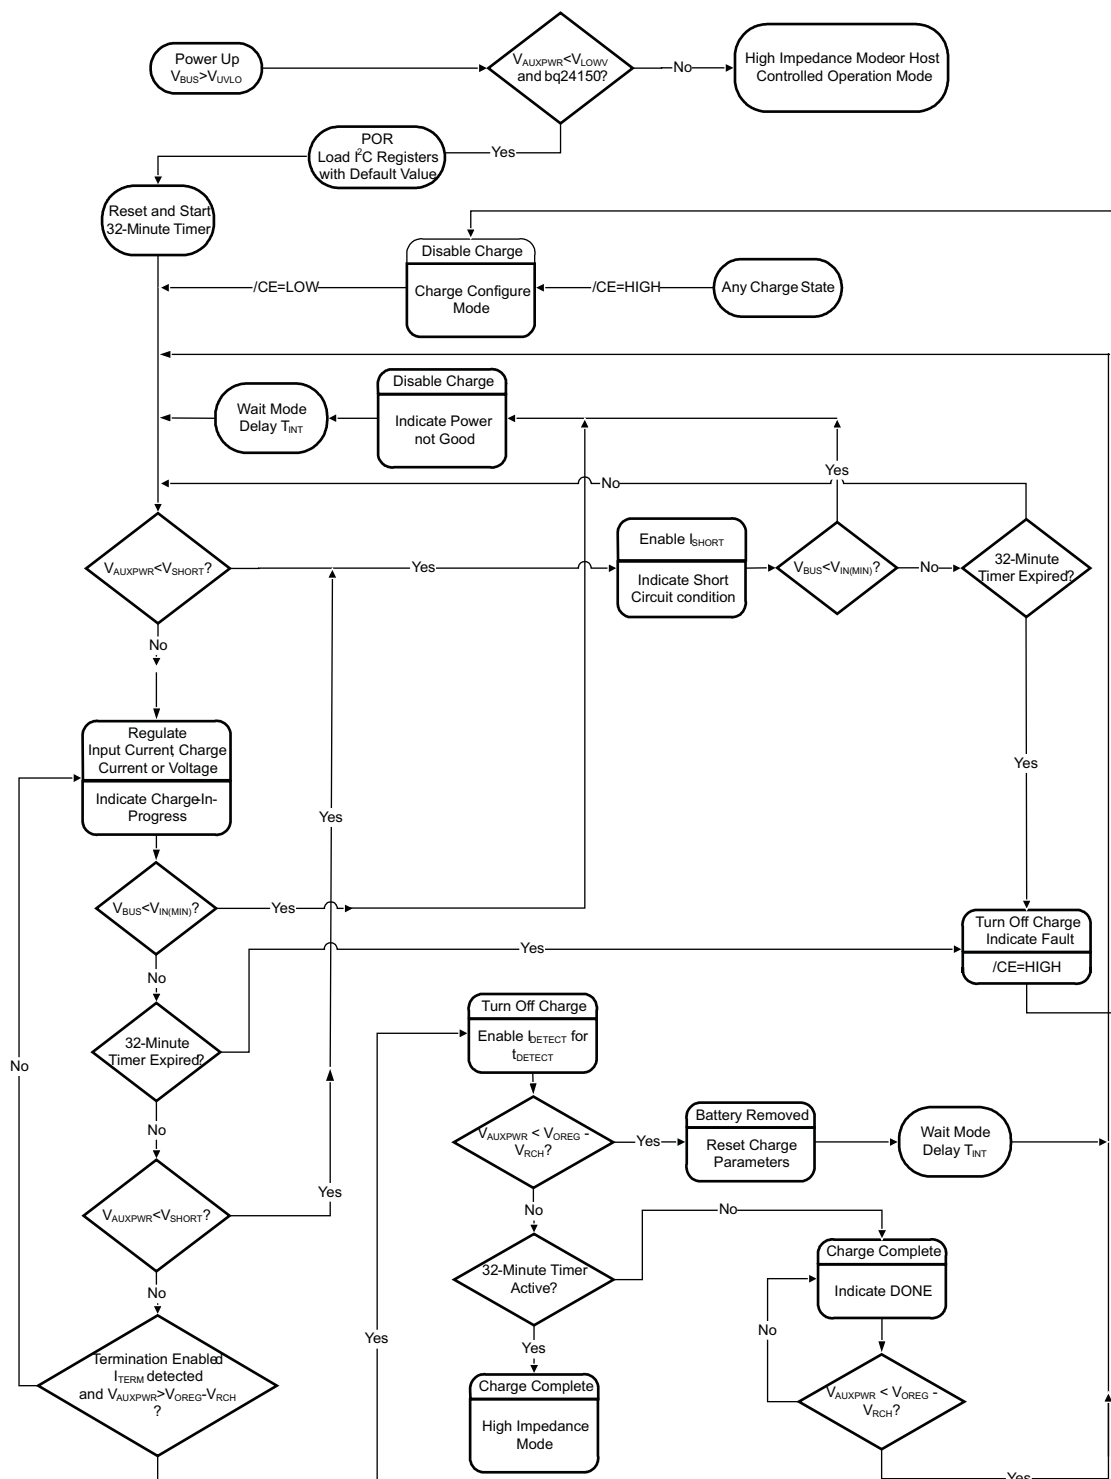 Power Up
VBUS>VUVLO
VAUXPWR<VLOWV
and bq24150?
No
High Impedance Modeor Host
Controlled Operation Mode
Yes
POR
Load I²C Registers
with Default Value
Reset and Start
32-Minute Timer
Disable Charge
Charge Configure
Mode
/CE=LOW
/CE=HIGH
Any Charge State
Disable Charge
Indicate Power
not Good
Wait Mode
Delay TINT
Yes
No
VAUXPWR<VSHORT?
Yes
Enable ISHORT
Indicate Short
Circuit condition
VBUS<VIN(MIN)?
No
32-Minute
Timer Expired?
No
Regulate
Input Current, Charge
Current or Voltage
Indicate Charge-In-
Progress
Yes
Yes
VBUS<VIN(MIN)?
Yes
Turn Off Charge
Indicate Fault
/CE=HIGH
Yes
No
Turn Off Charge
Enable IDETECT for
tDETECT
32-Minute
Timer Expired?
No
No
VAUXPWR < VOREG -
VRCH?
Yes
Battery Removed
Reset Charge
Parameters
Wait Mode
Delay TINT
VAUXPWR<VSHORT?
Yes
No
No
32-Minute Timer
Active?
Charge Complete
Indicate DONE
No
Yes
No
Yes
Termination Enabled
ITERM detected
and VAUXPWR>VOREG-VRCH
?
Charge Complete
High Impedance
Mode
VAUXPWR < VOREG -
VRCH?
Yes